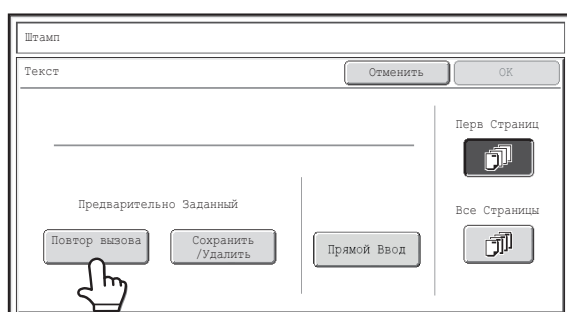 Штамп
Текст
Отменить
OK
Перв Страниц
Предварительно Заданный
Все Страницы
Повтор вызова
Сохранить
/Удалить
Прямой Ввод